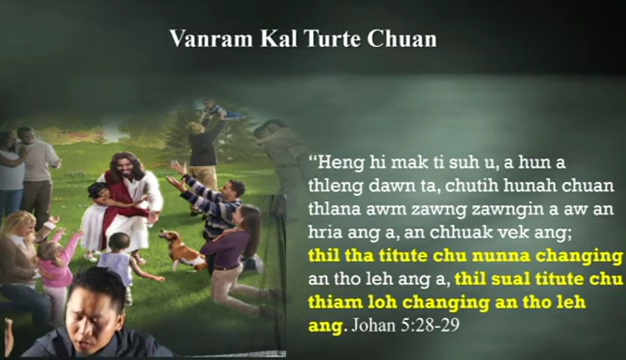 Vanram Kal Turte Chuan
“Heng hi mak ti suh u, a hun a
thleng dawn ta, chutih hunah chuan
thlana awm zawng zawngin a aw an
hria ang a, an chhuak vek ang;
thil tha titute chu nunna changing
an tho leh ang a, thil sual titute chu
thiam loh changing an tho leh
ang. Johan 5:28-29